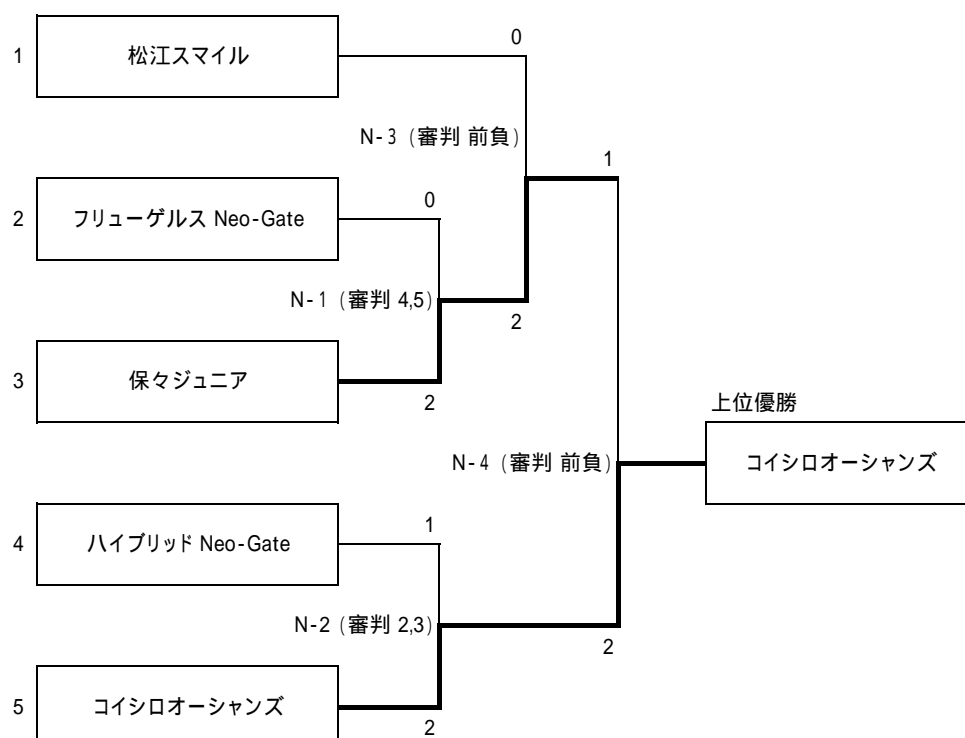 0
1
松江スマイル
N-3 (審判 前負)
1
2
フリューゲルス Neo-Gate
0
N-1 (審判 4,5)
2
3
保々ジュニア
2
上位優勝
N-4 (審判 前負)
コイシロオーシャンズ
4
ハイブリッド Neo-Gate
1
N-2 (審判 2,3)
2
5
コイシロオーシャンズ
2